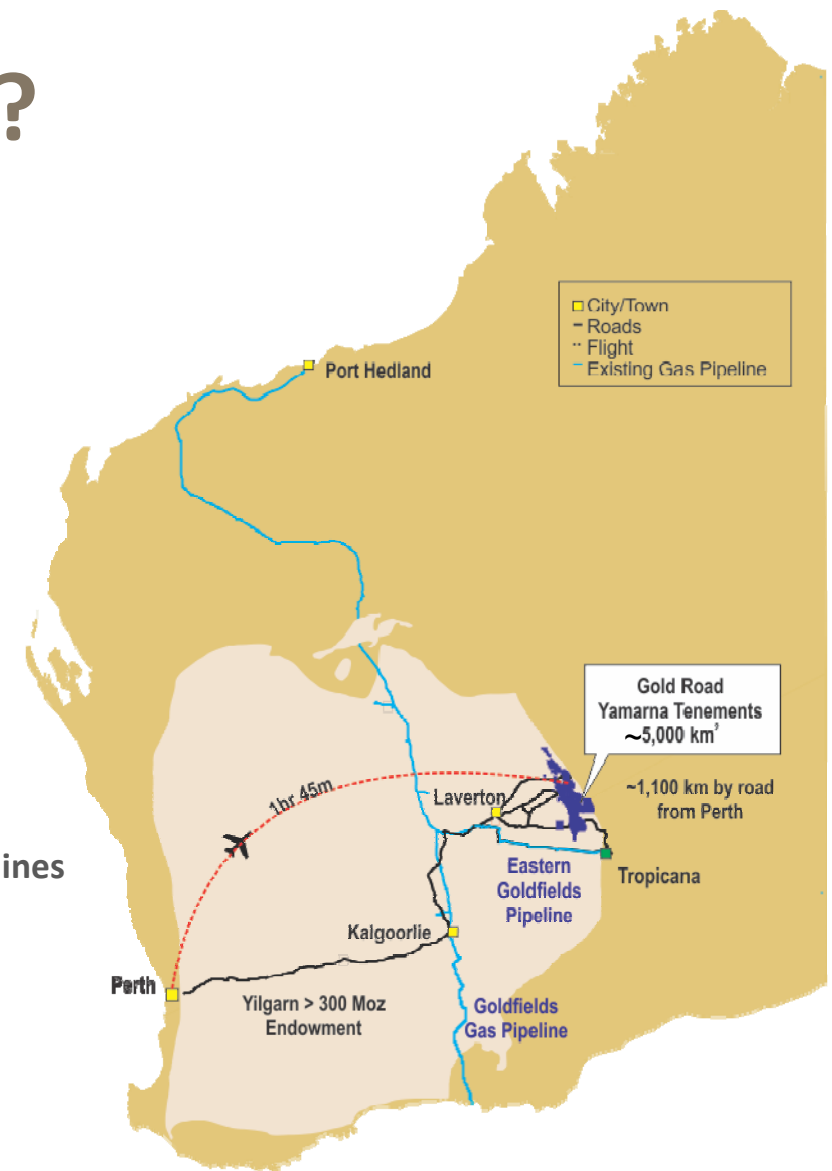 ?
City/Town
Roads
Flight
Existing Gas Pipeline
Port Hedland
Gold Road
Yamarna Tenements
~5,000 km²
~1,100 km by road
from Perth
1hr 45m
Laverton
ines
Eastern
Goldfields
Pipeline
Tropicana
Kalgoorlie
Perth
Yilgarn > 300 Moz
Endowment
Goldfields
Gas Pipeline